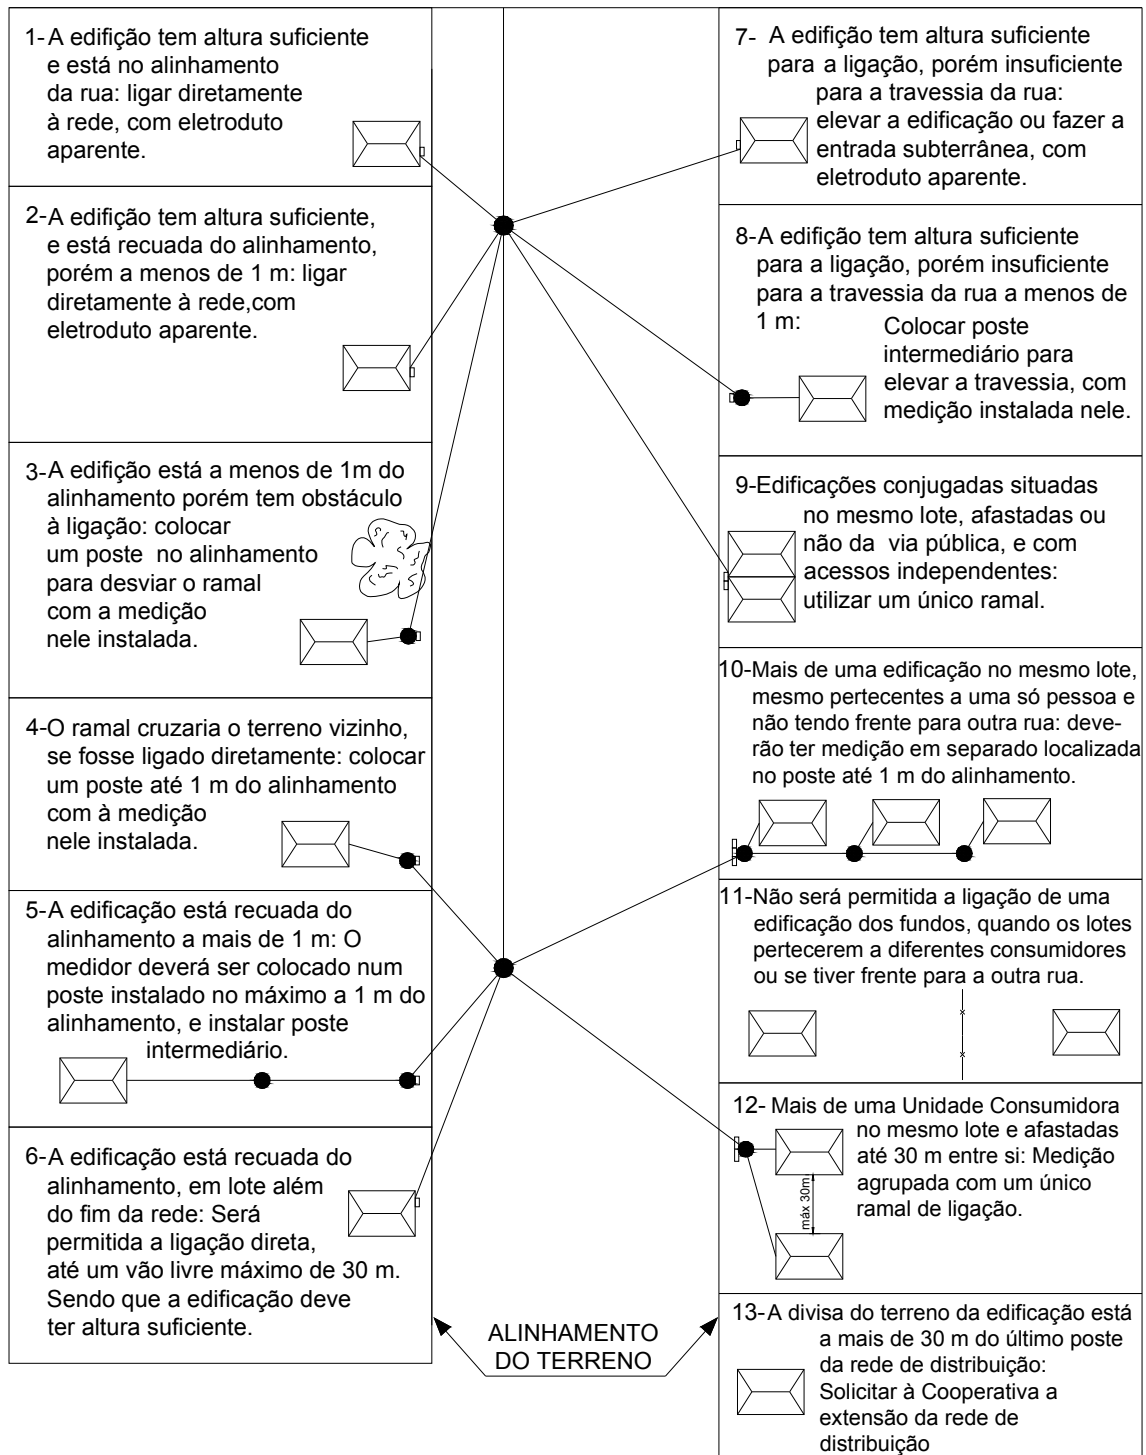 1-A edifição tem altura suficiente
e está no alinhamento
da rua: ligar diretamente
à rede, com eletroduto
aparente.
2-A edifição tem altura suficiente,
e está recuada do alinhamento,
porém a menos de 1 m: ligar
diretamente à rede,com
eletroduto aparente.
3-A edifição está a menos de 1m do
alinhamento porém tem obstáculo
à ligação: colocar
um poste no alinhamento
para desviar o ramal
com a medição
nele instalada.
4-O ramal cruzaria o terreno vizinho,
se fosse ligado diretamente: colocar
um poste até 1 m do alinhamento
com à medição
nele instalada.
5-A edificação está recuada do
alinhamento a mais de 1 m: O
medidor deverá ser colocado num
poste instalado no máximo a 1 m do
alinhamento, e instalar poste
intermediário.
6-A edificação está recuada do
alinhamento, em lote além
do fim da rede: Será
permitida a ligação direta,
até um vão livre máximo de 30 m.
Sendo que a edificação deve
ter altura suficiente.
ALINHAMENTO
DO TERRENO
7- A edifição tem altura suficiente
para a ligação, porém insuficiente
para a travessia da rua:
elevar a edificação ou fazer a
entrada subterrânea, com
eletroduto aparente.
8-A edifição tem altura suficiente
para a ligação, porém insuficiente
para a travessia da rua a menos de
1 m:
Colocar poste
intermediário para
elevar a travessia, com
medição instalada nele.
9-Edificações conjugadas situadas
no mesmo lote, afastadas ou
não da via pública, e com
acessos independentes:
utilizar um único ramal.
10-Mais de uma edificação no mesmo lote,
mesmo pertecentes a uma só pessoa e
não tendo frente para outra rua: deve-
rão ter medição em separado localizada
no poste até 1 m do alinhamento.
11-Não será permitida a ligação de uma
edificação dos fundos, quando os lotes
pertecerem a diferentes consumidores
ou se tiver frente para a outra rua.
12- Mais de uma Unidade Consumidora
no mesmo lote e afastadas
até 30 m entre si: Medição
agrupada com um único
ramal de ligação.
máx 30m
13-A divisa do terreno da edificação está
a mais de 30 m do último poste
da rede de distribuição:
Solicitar à Cooperativa a
extensão da rede de
distribuição